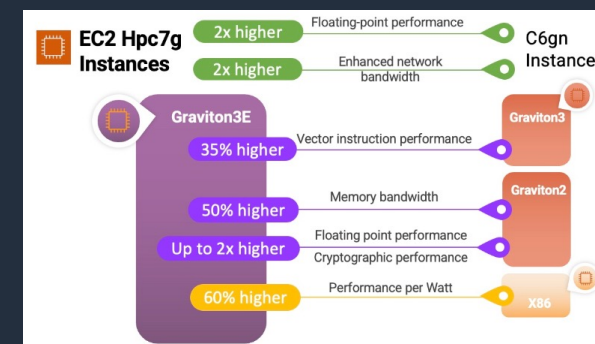 EC2 Hpc7g
Instances
2x higher
Floating-point performance
2x higher
Enhanced network
bandwidth
C6gn
Instance
Graviton3E
Graviton3
35% higher
Vector instruction performance
Graviton2
50% higher
Memory bandwidth
Up to 2x higher
Floating point performance
Cryptographic performance
60% higher
Performance per Watt
X86